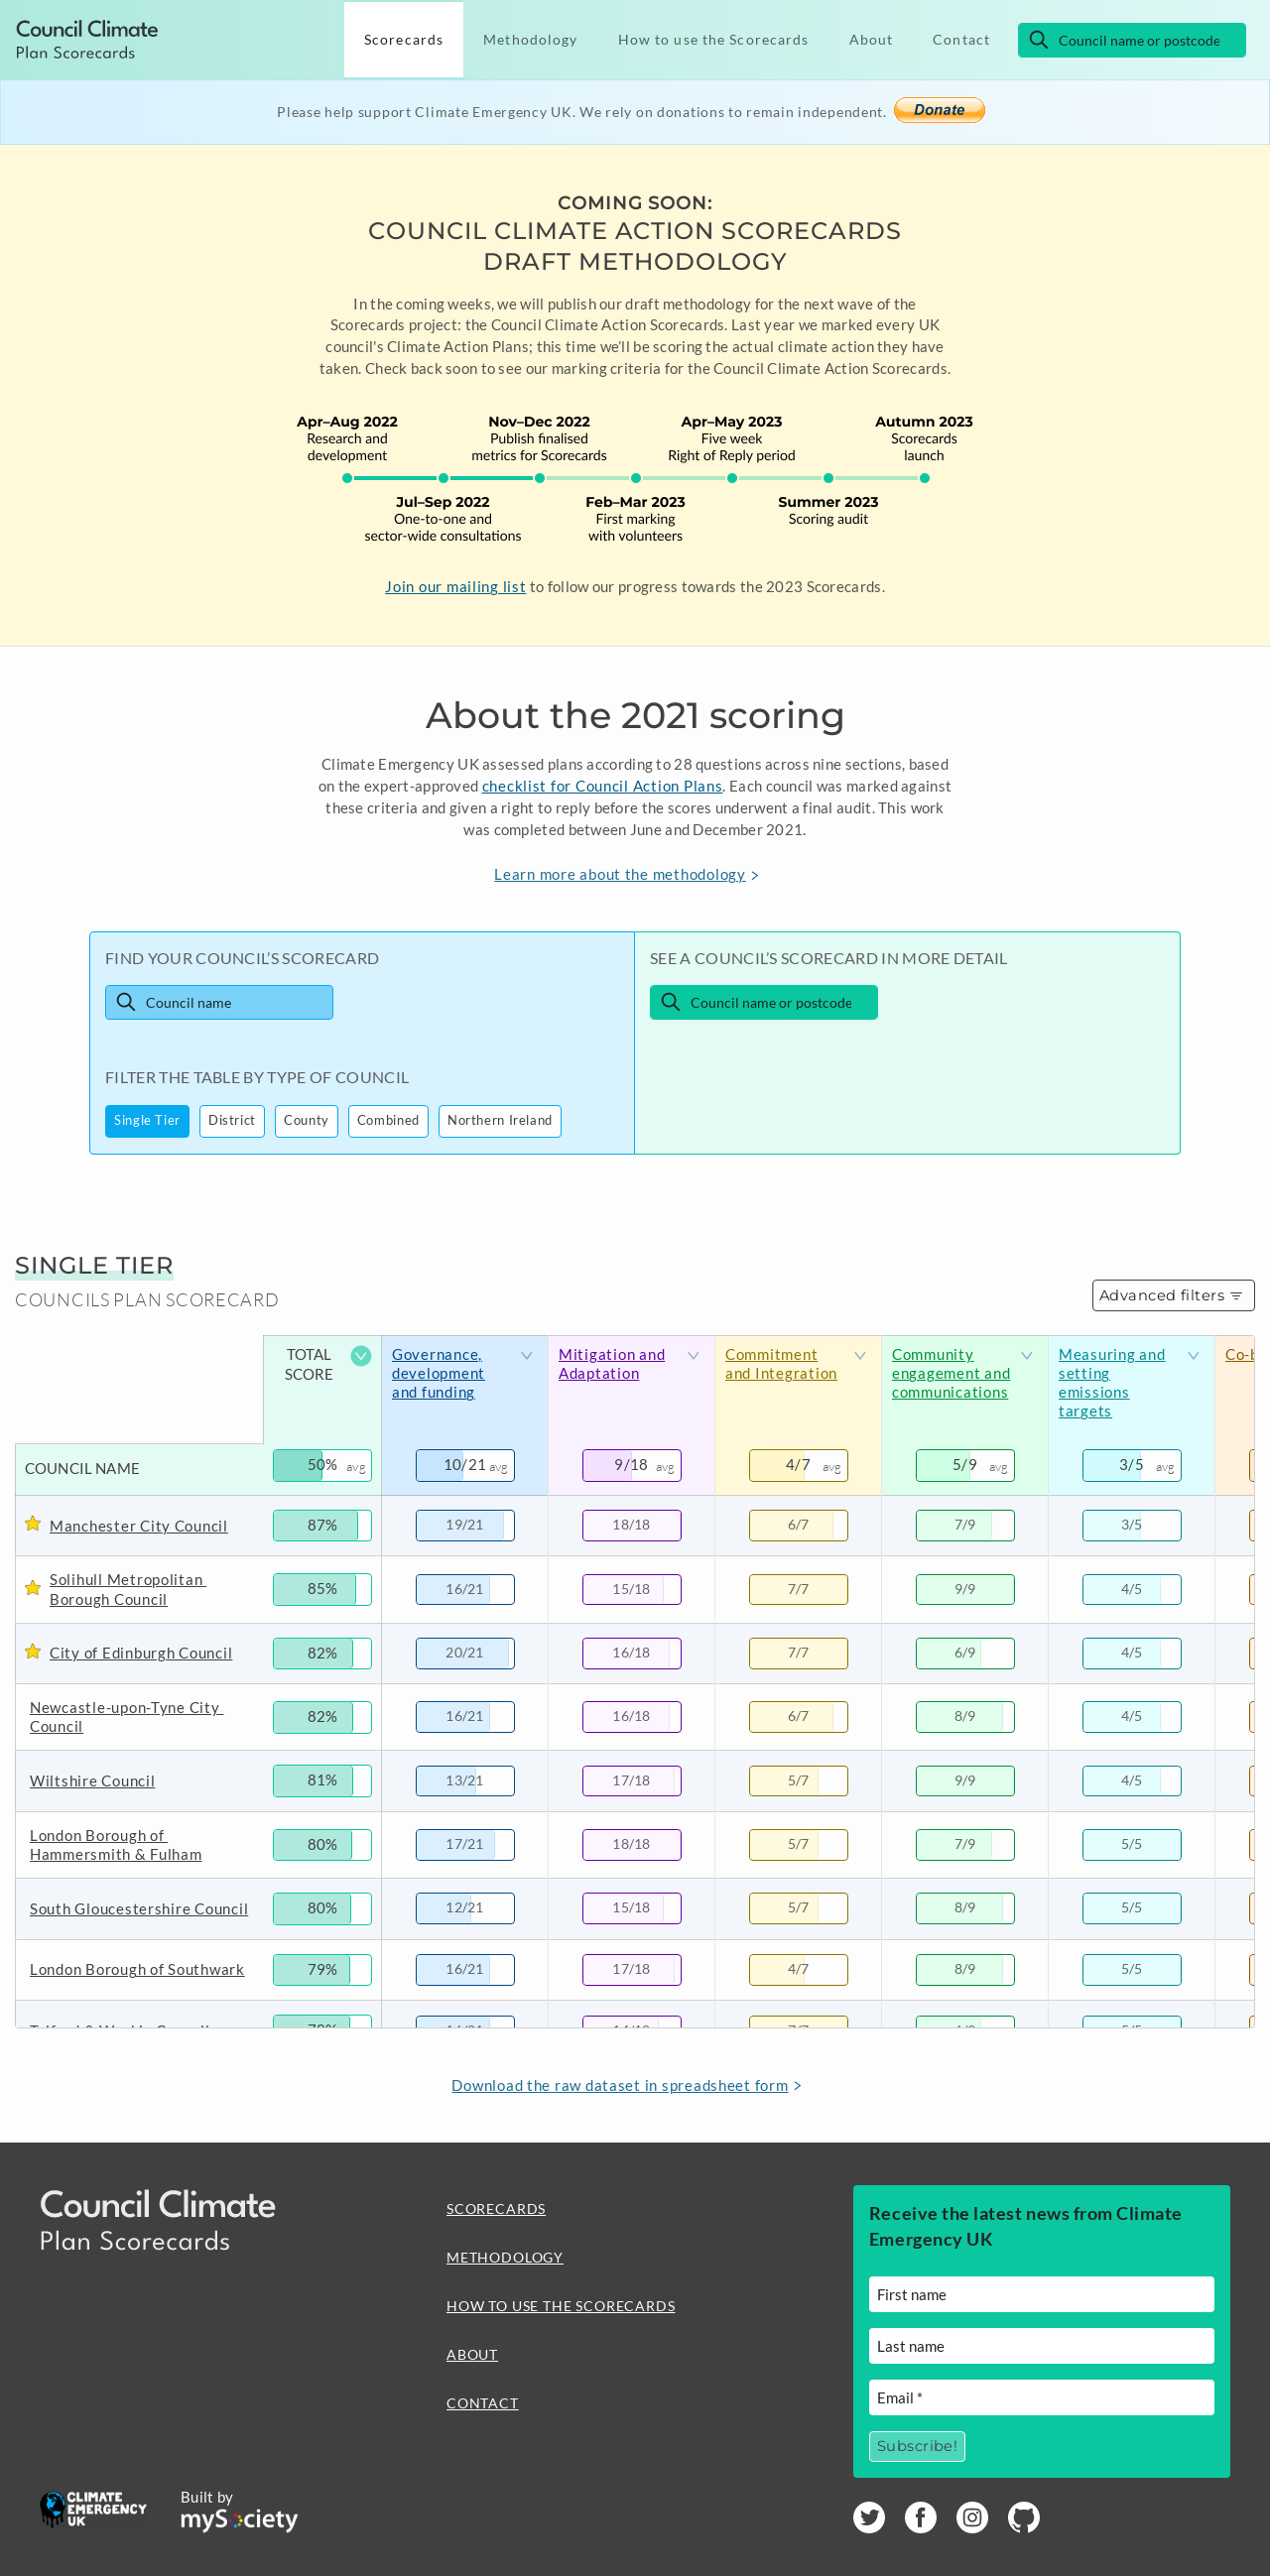 Council Climate
Plan Scorecards
Scorecards
Methodology
How to use the Scorecards
About
Contact
Council name or postcode
Please help support Climate Emergency UK. We rely on donations to remain independent.
Donate
COMING SOON:
COUNCIL CLIMATE ACTION SCORECARDS
DRAFT METHODOLOGY
In the coming weeks, we will publish our draft methodology for the next wave of the
Scorecards project: the Council Climate Action Scorecards. Last year we marked every UK
council's Climate Action Plans; this time we’ll be scoring the actual climate action they have
taken. Check back soon to see our marking criteria for the Council Climate Action Scorecards.
Apr–Aug 2022
Research and
development
Nov–Dec 2022
Publish finalised
metrics for Scorecards
Apr–May 2023
Five week
Right of Reply period
Autumn 2023
Scorecards
launch
Jul–Sep 2022
One-to-one and
sector-wide consultations
Feb–Mar 2023
First marking
with volunteers
Summer 2023
Scoring audit
Join our mailing list to follow our progress towards the 2023 Scorecards.
About the 2021 scoring
Climate Emergency UK assessed plans according to 28 questions across nine sections, based
on the expert-approved checklist for Council Action Plans. Each council was marked against
these criteria and given a right to reply before the scores underwent a final audit. This work
was completed between June and December 2021.
Learn more about the methodology
FIND YOUR COUNCIL’S SCORECARD
Council name
FILTER THE TABLE BY TYPE OF COUNCIL
Single Tier
District
County
Combined
Northern Ireland
SEE A COUNCIL’S SCORECARD IN MORE DETAIL
Council name or postcode
SINGLE TIER
COUNCILS PLAN SCORECARD
Advanced filters
TOTAL
SCORE
Governance,
development
and funding
Mitigation and
Adaptation
Commitment
and Integration
Community
engagement and
communications
Measuring and
setting
emissions
targets
Co-b
COUNCIL NAME 50% avg 10/21 avg 9/18 avg 4/7 avg 5/9 avg 3/5 avg
Manchester City Council 87% 19/21 18/18 6/7 7/9 3/5
Solihull Metropolitan
Borough Council 85% 16/21 15/18 7/7 9/9 4/5
City of Edinburgh Council 82% 20/21 16/18 7/7 6/9 4/5
Newcastle-upon-Tyne City
Council 82% 16/21 16/18 6/7 8/9 4/5
Wiltshire Council 81% 13/21 17/18 5/7 9/9 4/5
London Borough of
Hammersmith & Fulham 80% 17/21 18/18 5/7 7/9 5/5
South Gloucestershire Council 80% 12/21 15/18 5/7 8/9 5/5
London Borough of Southwark 79% 16/21 17/18 4/7 8/9 5/5
Download the raw dataset in spreadsheet form
Council Climate
Plan Scorecards
SCORECARDS
METHODOLOGY
HOW TO USE THE SCORECARDS
ABOUT
CONTACT
Receive the latest news from Climate
Emergency UK
First name
Last name
Email *
Subscribe!
CLIMATE
EMERGENCY
UK
Built by
mySociety